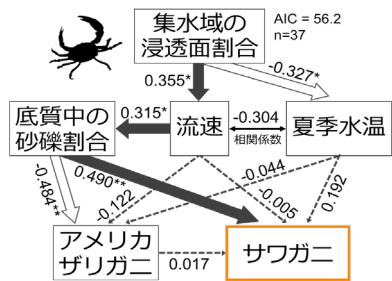 集水域の
浸透面割合
AIC = 56.2
n=37
0.355*
-0.327*
底質中の
砂礫割合
0.315*
流速
-0.304
相関係数
夏季水温
-0.484**
0.490**
-0.122
-0.044
-0.005
0.192
アメリカ
ザリガニ
0.017
サワガニ